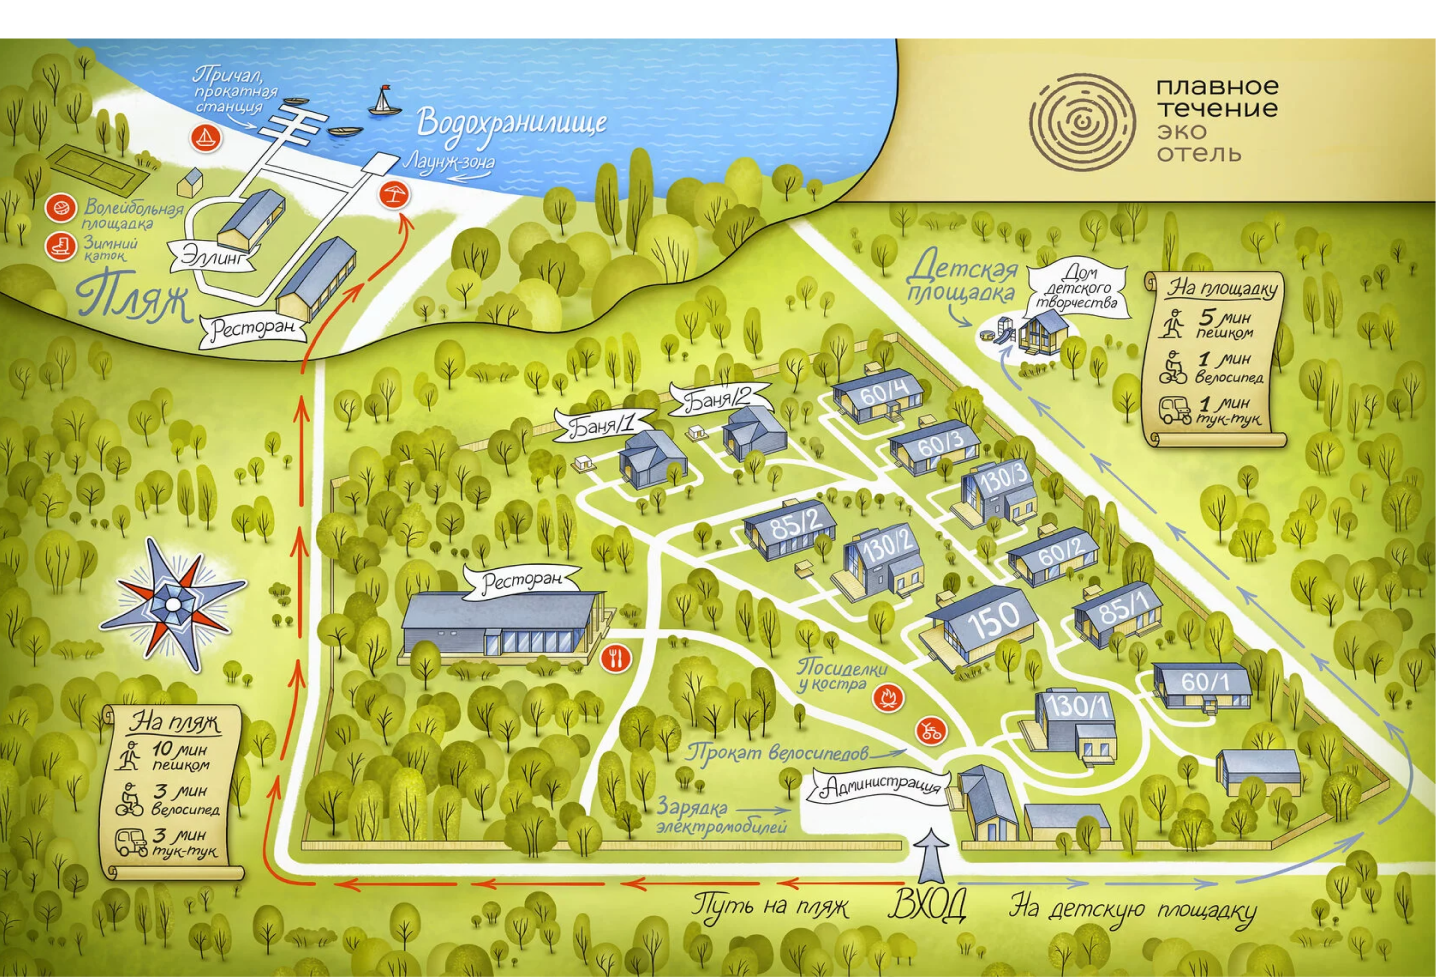 Причал,
прокатная
станция
Водохранилище
Лаунж-зона
плавное
течение
эко
отель
Волейбольная
площадка
Зимний
каток
Эллинг
Пляж
Ресторан
Детская
площадка
Дом
детского
творчества
На площадку
5 мин
пешком
1 мин
велосипед
1 мин
тук-тук
Баня/1
Баня/2
60/4
60/3
130/3
85/2
130/2
60/2
Ресторан
150
85/1
60/1
130/1
Посиделки
у костра
Прокат велосипедов
Администрация
Зарядка
электромобилей
На пляж
10 мин
пешком
3 мин
велосипед
3 мин
тук-тук
Путь на пляж
ВХОД
На детскую площадку